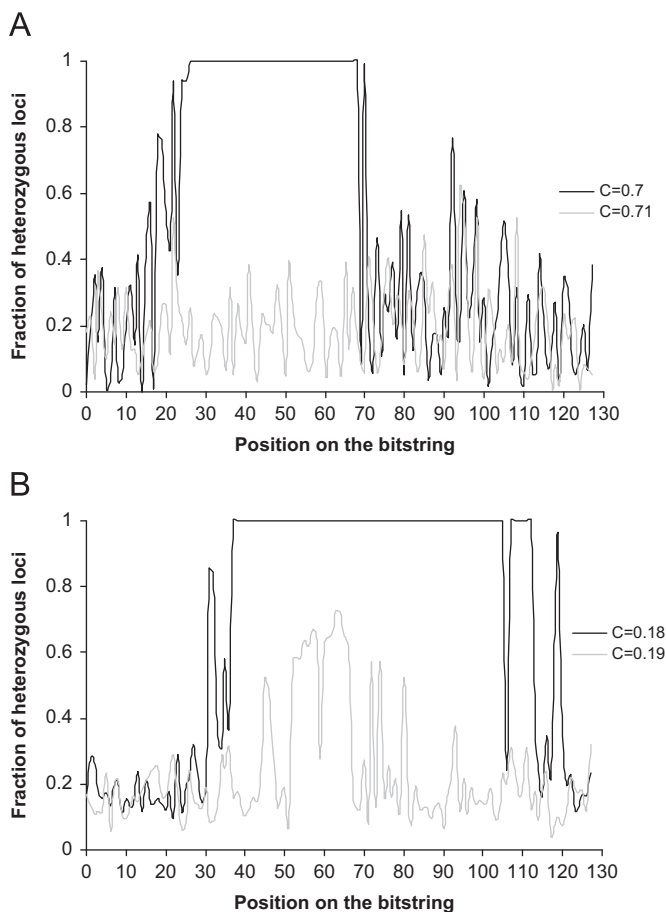 A
Fraction of heterozygous loci
1
0.8
0.6
0.4
0.2
0
0 10 20 30 40 50 60 70 80 90 100 110 120 130
Position on the bitstring
C=0.7
C=0.71
B
Fraction of heterozygous loci
1
0.8
0.6
0.4
0.2
0
0 10 20 30 40 50 60 70 80 90 100 110 120 130
Position on the bitstring
C=0.18
C=0.19